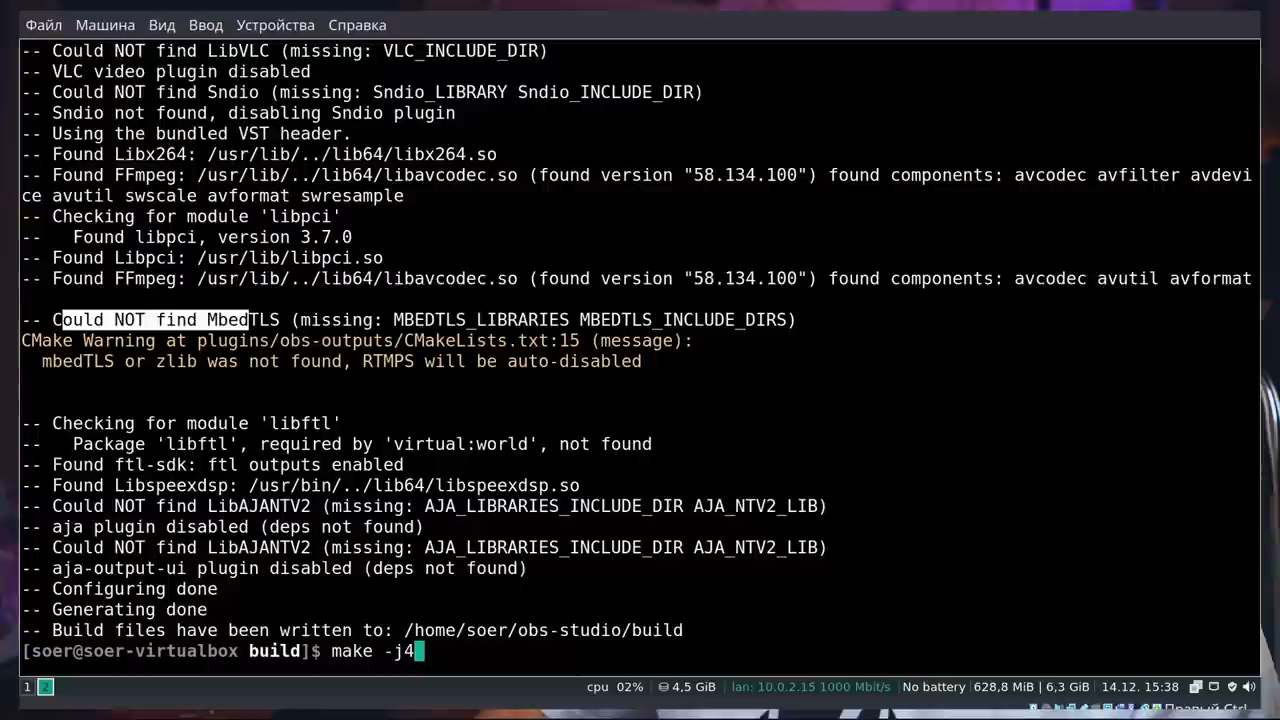 Файл Машина Вид Ввод Устройства Справка
-- Could NOT find LibVLC (missing: VLC_INCLUDE_DIR)
-- VLC video plugin disabled
-- Could NOT find Sndio (missing: Sndio_LIBRARY Sndio_INCLUDE_DIR)
-- Sndio not found, disabling Sndio plugin
-- Using the bundled VST header.
-- Found Libx264: /usr/lib/../lib64/libx264.so
-- Found FFmpeg: /usr/lib/../lib64/libavcodec.so (found version "58.134.100") found components: avcodec avfilter avdevi
ce avutil swscale avformat swresample
-- Checking for module 'libpci'
--   Found libpci, version 3.7.0
-- Found Libpci: /usr/lib/libpci.so
-- Found FFmpeg: /usr/lib/../lib64/libavcodec.so (found version "58.134.100") found components: avcodec avutil avformat
-- Could NOT find MbedTLS (missing: MBEDTLS_LIBRARIES MBEDTLS_INCLUDE_DIRS)
CMake Warning at plugins/obs-outputs/CMakeLists.txt:15 (message):
  mbedTLS or zlib was not found, RTMPS will be auto-disabled
-- Checking for module 'libftl'
--   Package 'libftl', required by 'virtual:world', not found
-- Found ftl-sdk: ftl outputs enabled
-- Found Libspeexdsp: /usr/bin/../lib64/libspeexdsp.so
-- Could NOT find LibAJANTV2 (missing: AJA_LIBRARIES_INCLUDE_DIR AJA_NTV2_LIB)
-- aja plugin disabled (deps not found)
-- Could NOT find LibAJANTV2 (missing: AJA_LIBRARIES_INCLUDE_DIR AJA_NTV2_LIB)
-- aja-output-ui plugin disabled (deps not found)
-- Configuring done
-- Generating done
-- Build files have been written to: /home/soer/obs-studio/build
[soer@soer-virtualbox build]$ make -j4
1 2 cpu 02% | 4,5 GiB | lan: 10.0.2.15 1000 Mbit/s | No battery | 628,8 MiB | 6,3 GiB | 14.12. 15:38
Правый Ctrl